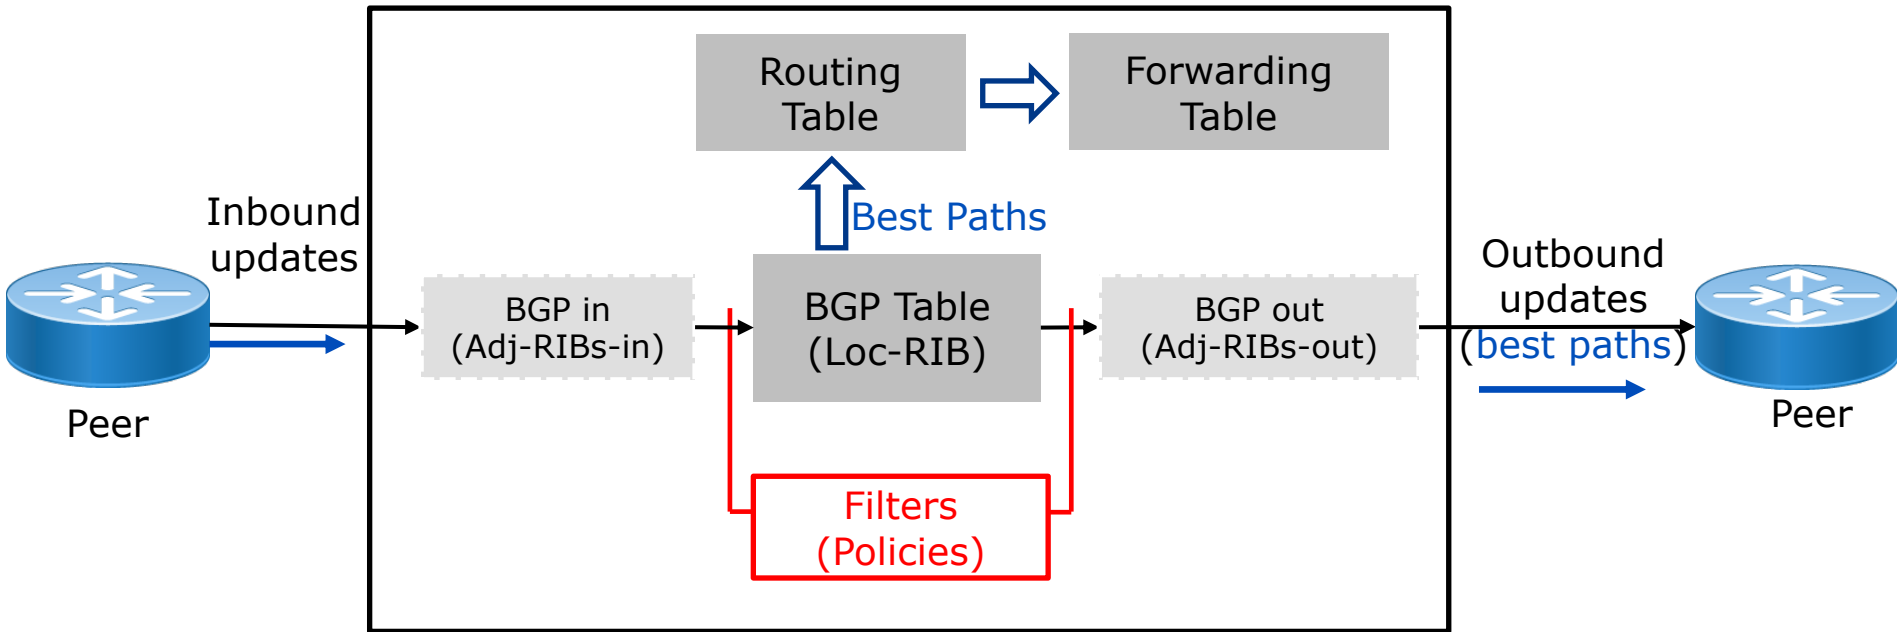 Routing
Table
Forwarding
Table
Best Paths
Inbound
updates
Peer
BGP in
(Adj-RIBs-in)
BGP Table
(Loc-RIB)
BGP out
(Adj-RIBs-out)
Outbound
updates
(best paths)
Peer
Filters
(Policies)